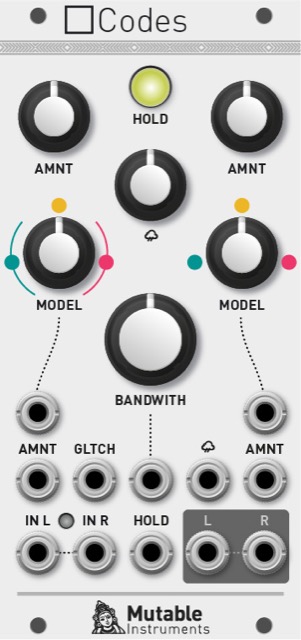 Codes
HOLD
AMNT AMNT
MODEL MODEL
BANDWITH
AMNT GLTCH AMNT
IN L IN R HOLD L R
Mutable
Instruments